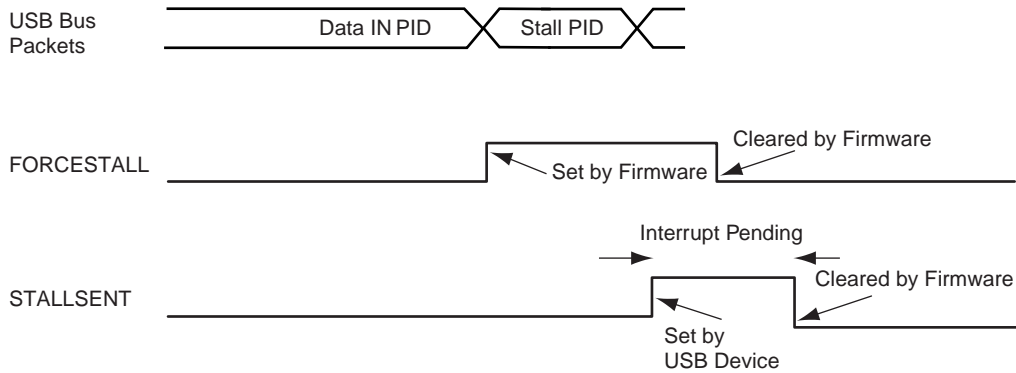 USB Bus
Packets
Data IN PID
Stall PID
FORCESTALL
Cleared by Firmware
Set by Firmware
Interrupt Pending
Cleared by Firmware
STALLSENT
Set by
USB Device